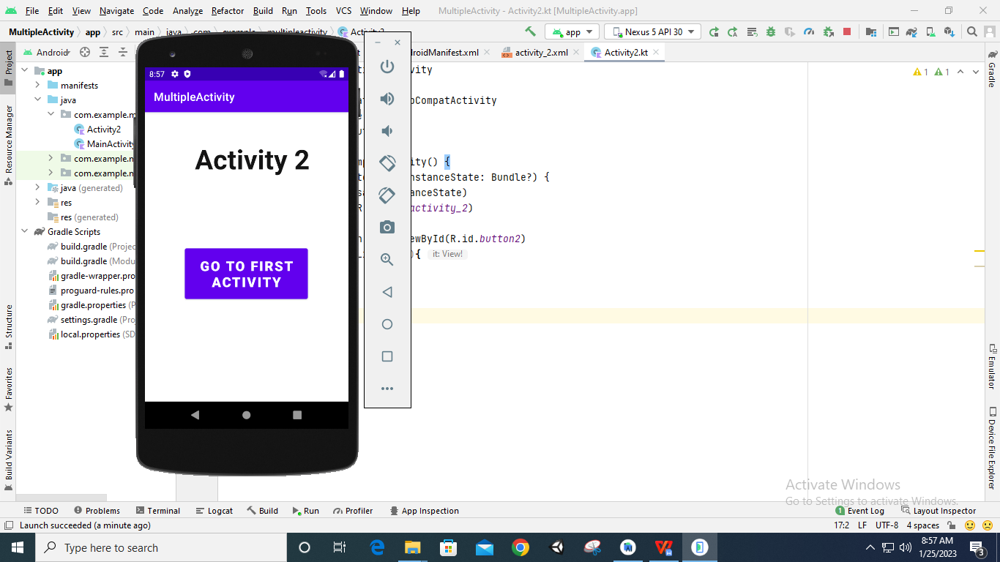 File Edit View Navigate Code Analyze Refactor Build Run Tools VCS Window Help MultipleActivity - Activity2.kt [MultipleActivity.app]
MultipleActivity app src main java com example multipleactivity Activity2 app Nexus 5 API 30
Android AndroidManifest.xml activity_2.xml Activity2.kt
Project
Resource Manager
Structure
Favorites
Build Variants
app
manifests
java
com.example.m
Activity2
MainActivity
com.example.m
com.example.m
java (generated)
res
res (generated)
Gradle Scripts
build.gradle (Projec
build.gradle (Modu
gradle-wrapper.pro
proguard-rules.pro
gradle.properties (P
settings.gradle (Proj
local.properties (SD
8:57
MultipleActivity
Activity 2
GO TO FIRST
ACTIVITY
1 1
ivity
pCompatActivity
vity() {
nstanceState: Bundle?) {
anceState)
activity_2)
ewById(R.id.button2)
){ it: View!
Gradle
Emulator
Device File Explorer
Activate Windows
Go to Settings to activate Windows.
TODO Problems Terminal Logcat Build Run Profiler App Inspection 1 Event Log Layout Inspector
Launch succeeded (a minute ago) 17:2 LF UTF-8 4 spaces
Type here to search
8:57 AM
1/25/2023
3